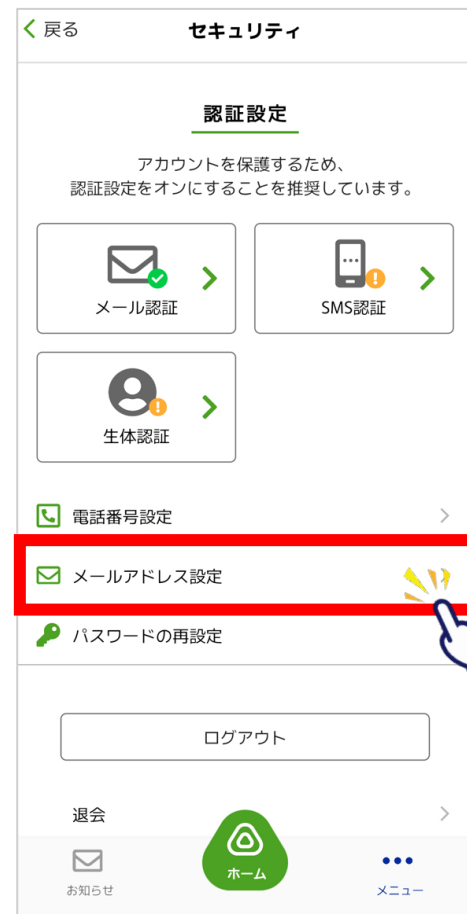 戻る
セキュリティ
認証設定
アカウントを保護するため、
認証設定をオンにすることを推奨しています。
メール認証
SMS認証
生体認証
電話番号設定
メールアドレス設定
パスワードの再設定
ログアウト
退会
お知らせ
ホーム
メニュー